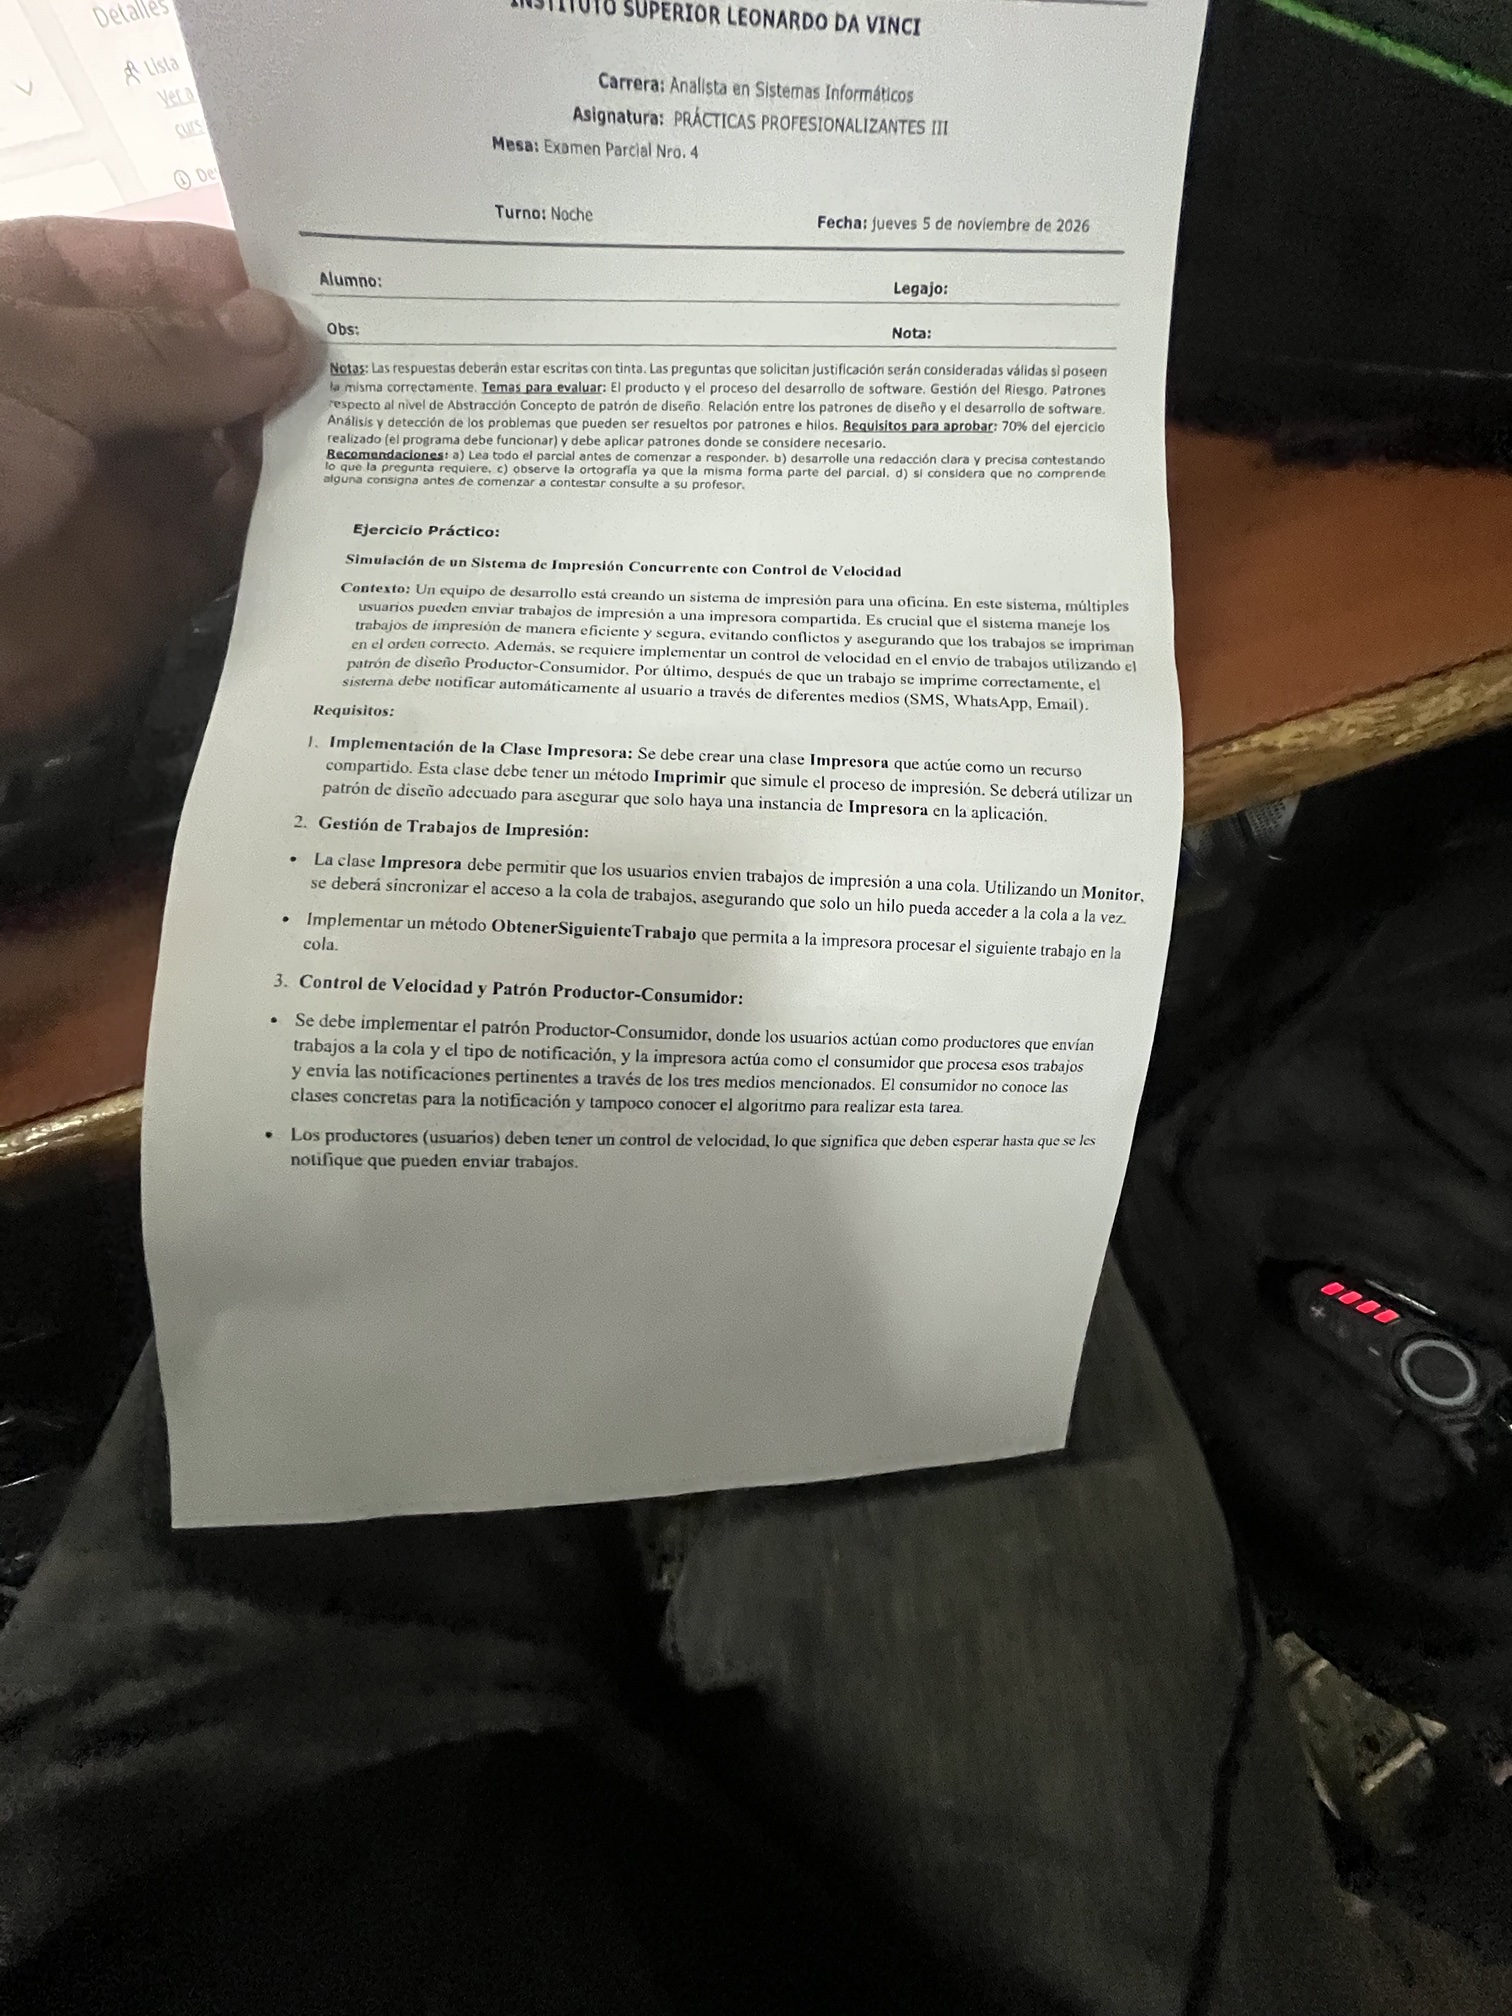 Detalles
Lista
Ver a
curs
De
INSTITUTO SUPERIOR LEONARDO DA VINCI
Carrera: Analista en Sistemas Informáticos
Asignatura: PRÁCTICAS PROFESIONALIZANTES III
Mesa: Examen Parcial Nro. 4
Turno: Noche Fecha: jueves 5 de noviembre de 2026
Alumno: Legajo:
Obs: Nota:
Notas: Las respuestas deberán estar escritas con tinta. Las preguntas que solicitan justificación serán consideradas válidas si poseen
la misma correctamente. Temas para evaluar: El producto y el proceso del desarrollo de software. Gestión del Riesgo. Patrones
respecto al nivel de Abstracción Concepto de patrón de diseño. Relación entre los patrones de diseño y el desarrollo de software.
Análisis y detección de los problemas que pueden ser resueltos por patrones e hilos. Requisitos para aprobar: 70% del ejercicio
realizado (el programa debe funcionar) y debe aplicar patrones donde se considere necesario.
Recomendaciones: a) Lea todo el parcial antes de comenzar a responder. b) desarrolle una redacción clara y precisa contestando
lo que la pregunta requiere. c) observe la ortografía ya que la misma forma parte del parcial. d) si considera que no comprende
alguna consigna antes de comenzar a contestar consulte a su profesor.
Ejercicio Práctico:
Simulación de un Sistema de Impresión Concurrente con Control de Velocidad
Contexto: Un equipo de desarrollo está creando un sistema de impresión para una oficina. En este sistema, múltiples
usuarios pueden enviar trabajos de impresión a una impresora compartida. Es crucial que el sistema maneje los
trabajos de impresión de manera eficiente y segura, evitando conflictos y asegurando que los trabajos se impriman
en el orden correcto. Además, se requiere implementar un control de velocidad en el envío de trabajos utilizando el
patrón de diseño Productor-Consumidor. Por último, después de que un trabajo se imprime correctamente, el
sistema debe notificar automáticamente al usuario a través de diferentes medios (SMS, WhatsApp, Email).
Requisitos:
1. Implementación de la Clase Impresora: Se debe crear una clase Impresora que actúe como un recurso
compartido. Esta clase debe tener un método Imprimir que simule el proceso de impresión. Se deberá utilizar un
patrón de diseño adecuado para asegurar que solo haya una instancia de Impresora en la aplicación.
2. Gestión de Trabajos de Impresión:
• La clase Impresora debe permitir que los usuarios envíen trabajos de impresión a una cola. Utilizando un Monitor,
se deberá sincronizar el acceso a la cola de trabajos, asegurando que solo un hilo pueda acceder a la cola a la vez.
• Implementar un método ObtenerSiguienteTrabajo que permita a la impresora procesar el siguiente trabajo en la
cola.
3. Control de Velocidad y Patrón Productor-Consumidor:
• Se debe implementar el patrón Productor-Consumidor, donde los usuarios actúan como productores que envían
trabajos a la cola y el tipo de notificación, y la impresora actúa como el consumidor que procesa esos trabajos
y envía las notificaciones pertinentes a través de los tres medios mencionados. El consumidor no conoce las
clases concretas para la notificación y tampoco conocer el algoritmo para realizar esta tarea.
• Los productores (usuarios) deben tener un control de velocidad, lo que significa que deben esperar hasta que se les
notifique que pueden enviar trabajos.